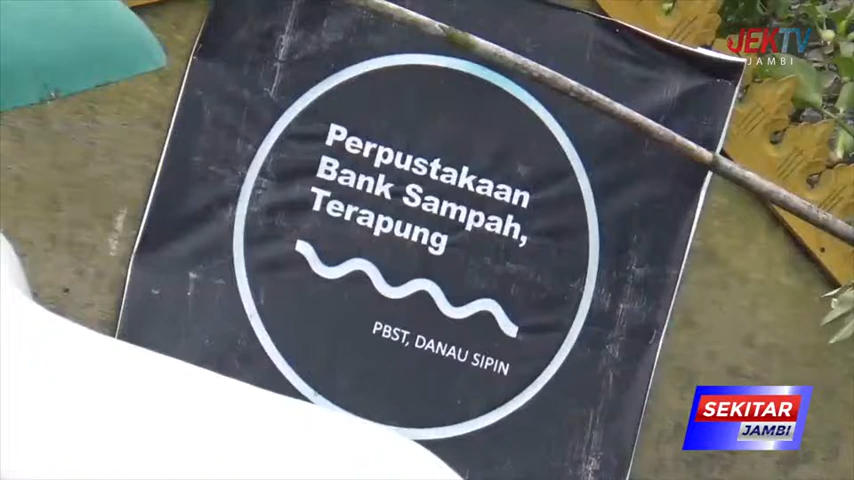 JEKTV
JAMBI
Perpustakaan
Bank Sampah,
Terapung
PBST, DANAU SIPIN
SEKITAR
JAMBI